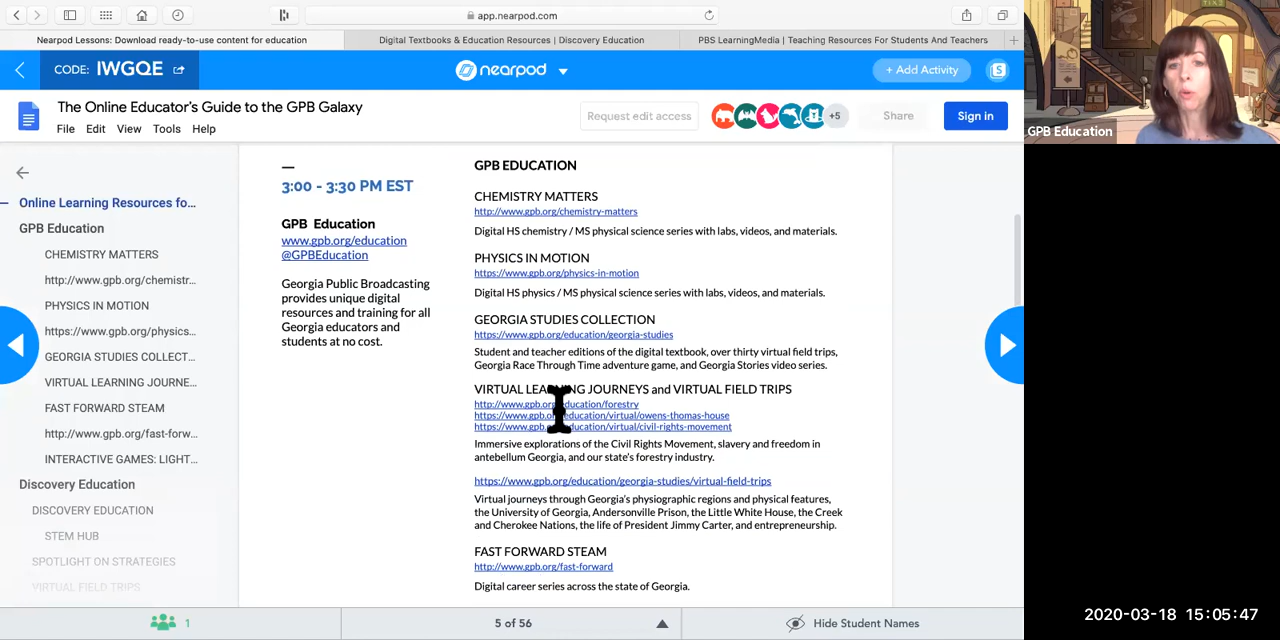 app.nearpod.com
Nearpod Lessons: Download ready-to-use content for education
Digital Textbooks & Education Resources | Discovery Education
PBS LearningMedia | Teaching Resources For Students And Teachers
CODE: IWGQE
nearpod
+ Add Activity
S
The Online Educator's Guide to the GPB Galaxy
File Edit View Tools Help
Request edit access
+5
Share
Sign in
GPB Education
Online Learning Resources fo...
GPB Education
CHEMISTRY MATTERS
http://www.gpb.org/chemistr...
PHYSICS IN MOTION
https://www.gpb.org/physics...
GEORGIA STUDIES COLLECT...
VIRTUAL LEARNING JOURNE...
FAST FORWARD STEAM
http://www.gpb.org/fast-forw...
INTERACTIVE GAMES: LIGHT...
Discovery Education
DISCOVERY EDUCATION
STEM HUB
SPOTLIGHT ON STRATEGIES
VIRTUAL FIELD TRIPS
3:00 - 3:30 PM EST
GPB Education
www.gpb.org/education
@GPBEducation
Georgia Public Broadcasting
provides unique digital
resources and training for all
Georgia educators and
students at no cost.
GPB EDUCATION
CHEMISTRY MATTERS
http://www.gpb.org/chemistry-matters
Digital HS chemistry / MS physical science series with labs, videos, and materials.
PHYSICS IN MOTION
https://www.gpb.org/physics-in-motion
Digital HS physics / MS physical science series with labs, videos, and materials.
GEORGIA STUDIES COLLECTION
https://www.gpb.org/education/georgia-studies
Student and teacher editions of the digital textbook, over thirty virtual field trips,
Georgia Race Through Time adventure game, and Georgia Stories video series.
VIRTUAL LEARNING JOURNEYS and VIRTUAL FIELD TRIPS
http://www.gpb.org/education/forestry
https://www.gpb.org/education/virtual/owens-thomas-house
https://www.gpb.org/education/virtual/civil-rights-movement
Immersive explorations of the Civil Rights Movement, slavery and freedom in
antebellum Georgia, and our state's forestry industry.
https://www.gpb.org/education/georgia-studies/virtual-field-trips
Virtual journeys through Georgia's physiographic regions and physical features,
the University of Georgia, Andersonville Prison, the Little White House, the Creek
and Cherokee Nations, the life of President Jimmy Carter, and entrepreneurship.
FAST FORWARD STEAM
http://www.gpb.org/fast-forward
Digital career series across the state of Georgia.
1
5 of 56
Hide Student Names
2020-03-18 15:05:47